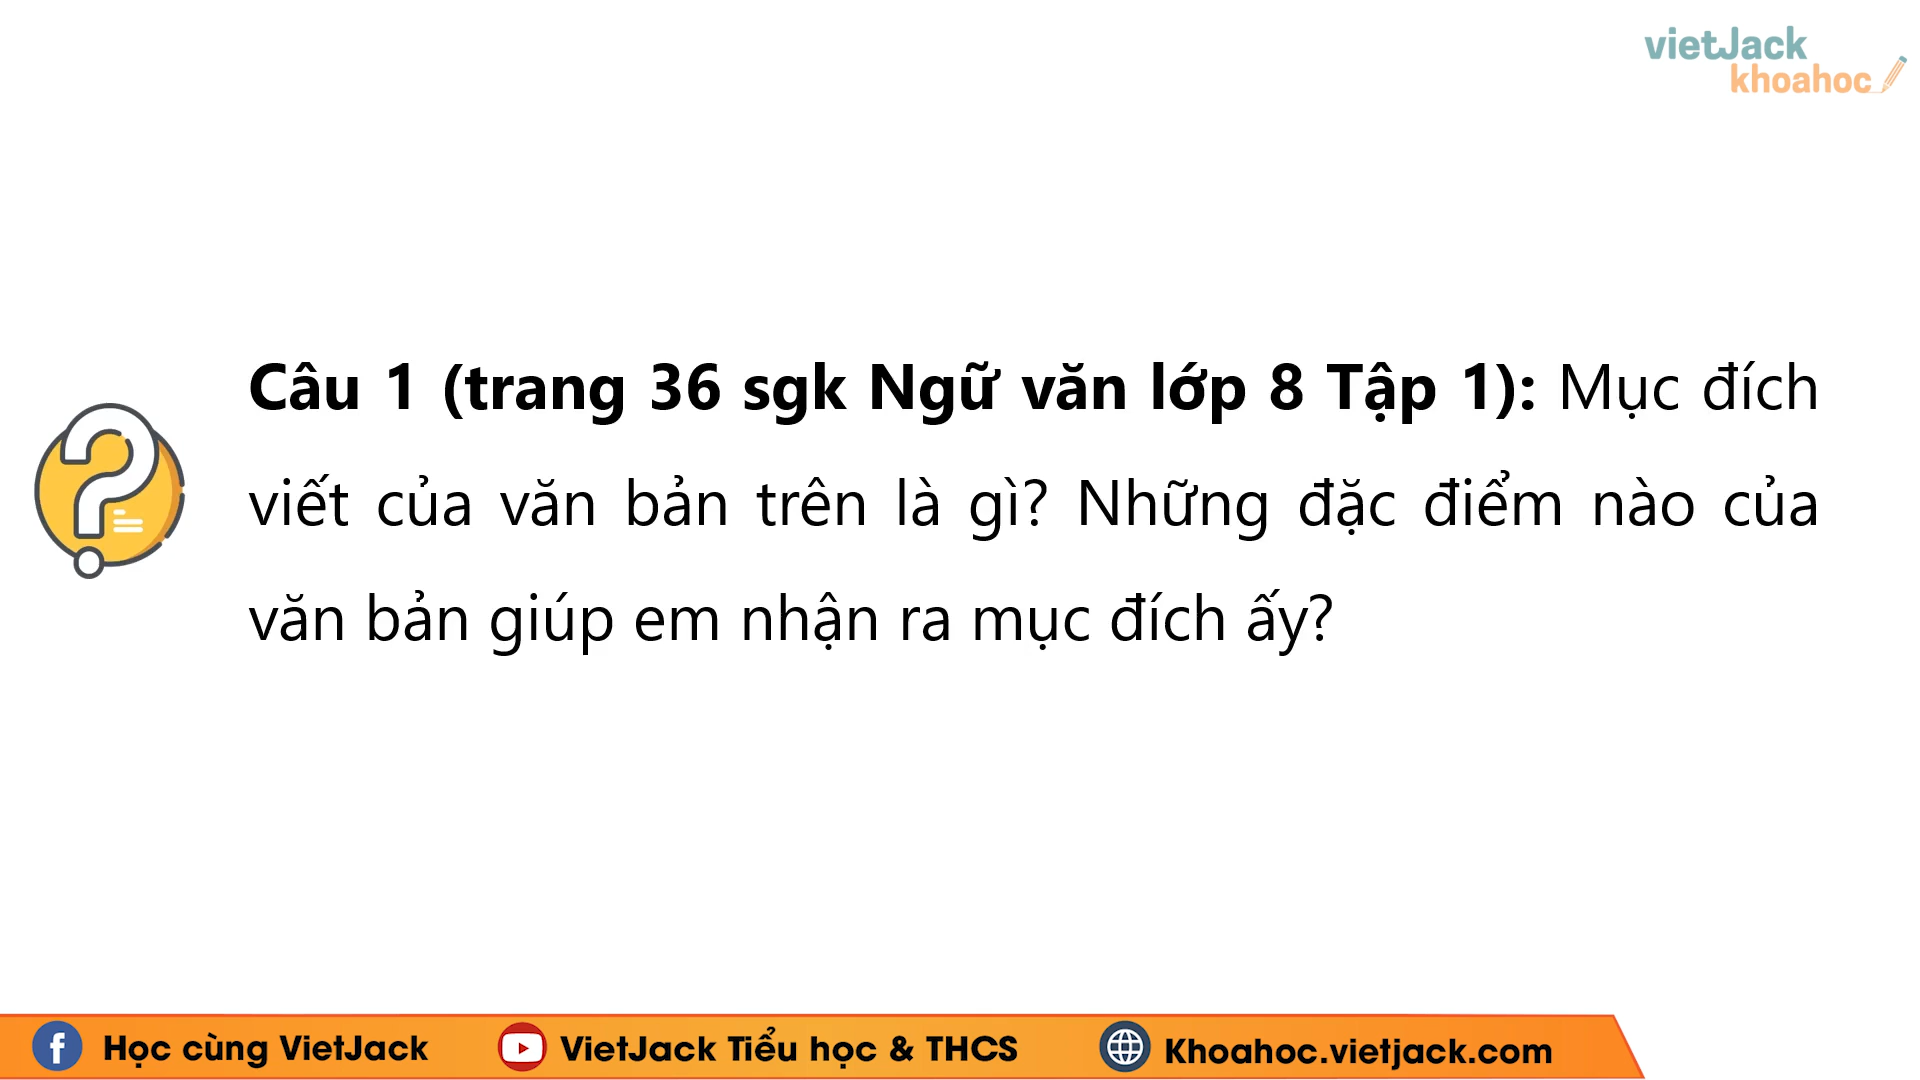 vietJack
khoahoc
Câu 1 (trang 36 sgk Ngữ văn lớp 8 Tập 1): Mục đích
viết của văn bản trên là gì? Những đặc điểm nào của
văn bản giúp em nhận ra mục đích ấy?
Học cùng VietJack
VietJack Tiểu học & THCS
Khoahoc.vietjack.com